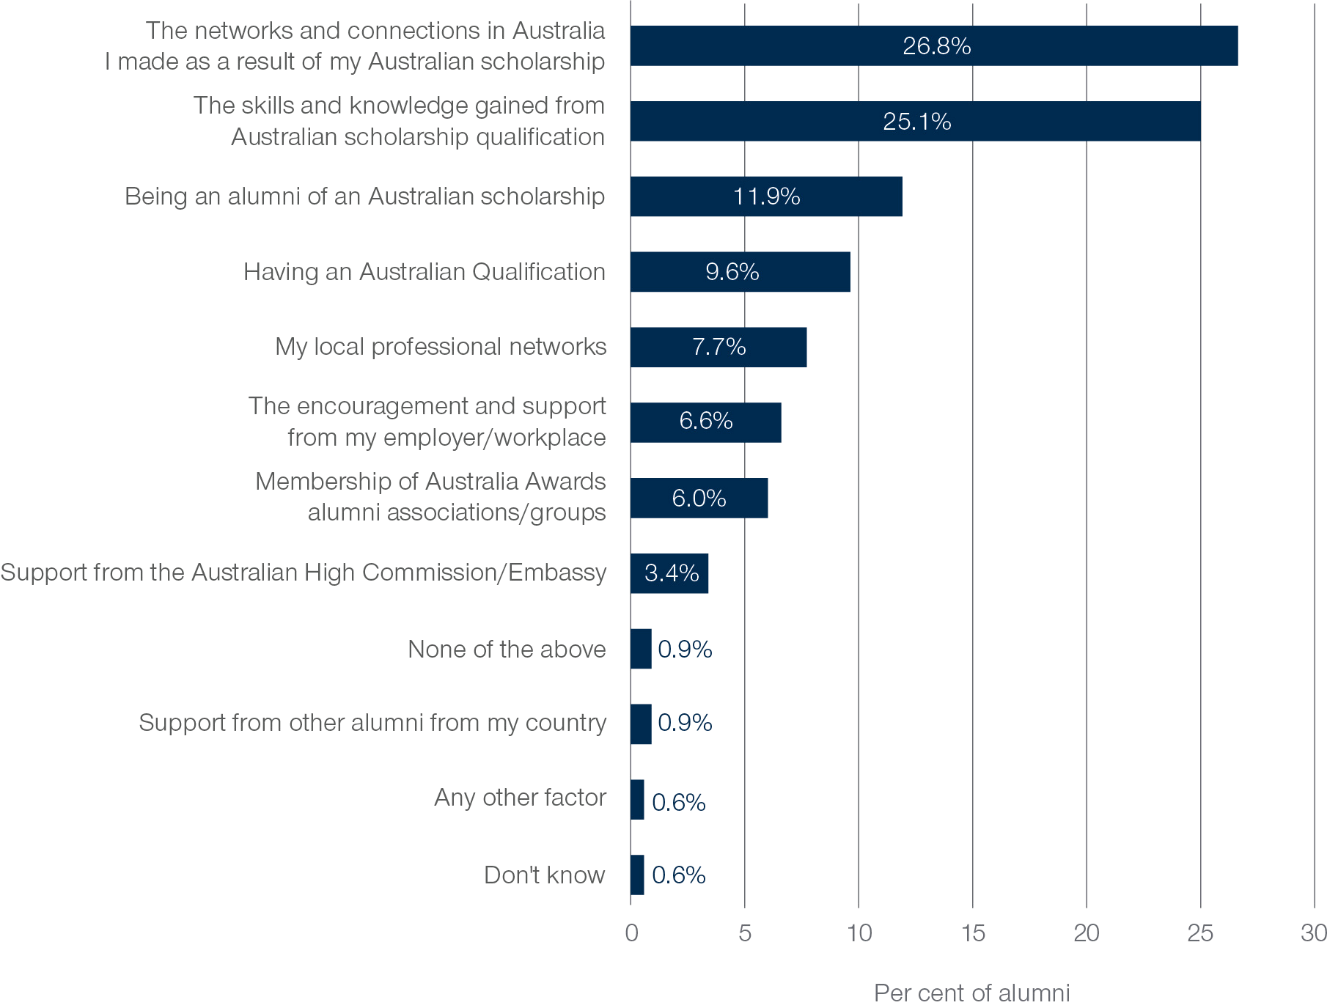 The networks and connections in Australia
I made as a result of my Australian scholarship
26.8%
The skills and knowledge gained from
Australian scholarship qualification
25.1%
Being an alumni of an Australian scholarship
11.9%
Having an Australian Qualification
9.6%
My local professional networks
7.7%
The encouragement and support
from my employer/workplace
6.6%
Membership of Australia Awards
alumni associations/groups
6.0%
Support from the Australian High Commission/Embassy
3.4%
None of the above
0.9%
Support from other alumni from my country
0.9%
Any other factor
0.6%
Don't know
0.6%
0 5 10 15 20 25 30
Per cent of alumni